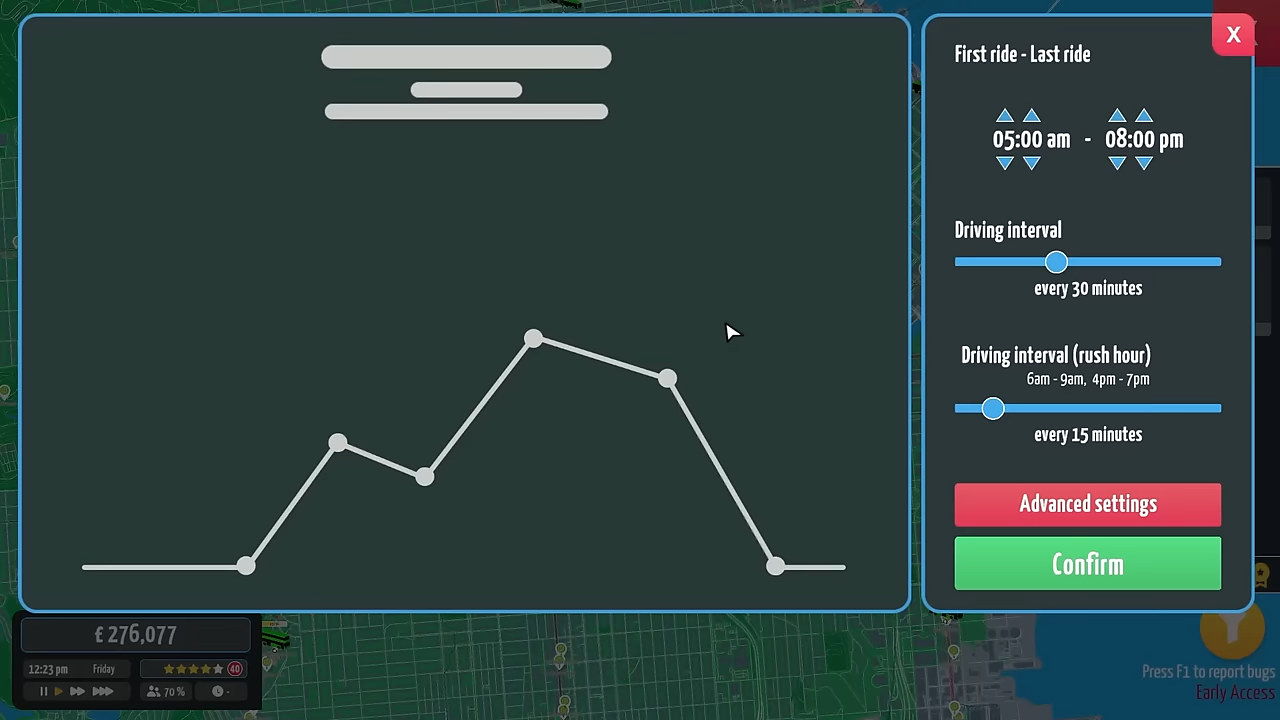 X
First ride - Last ride
05:00 am - 08:00 pm
Driving interval
every 30 minutes
Driving interval (rush hour)
6am - 9am, 4pm - 7pm
every 15 minutes
Advanced settings
Confirm
£ 276,077
12:23 pm Friday 40
70 % -
Press F1 to report bugs
Early Access